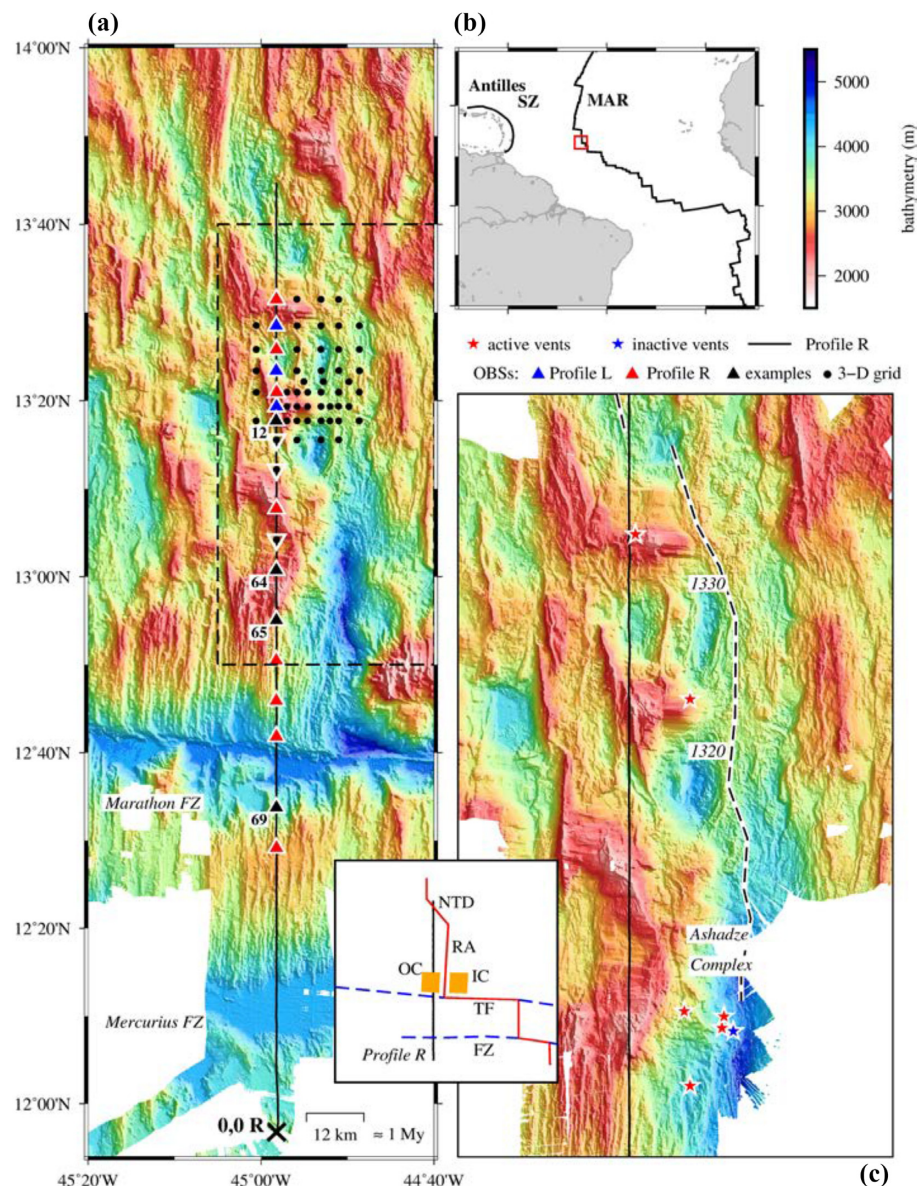 (a)
14°00'N
13°40'N
13°20'N
13°00'N
12°40'N
12°20'N
12°00'N
45°20'W
45°00'W
44°40'W
12
64
65
69
Marathon FZ
Mercurius FZ
0,0 R
12 km ≈ 1 My
NTD
RA
OC
IC
TF
FZ
Profile R
(b)
Antilles
SZ
MAR
5000
4000
3000
2000
bathymetry (m)
active vents
inactive vents
Profile R
OBSs:
Profile L
Profile R
examples
3−D grid
1330
1320
Ashadze
Complex
(c)